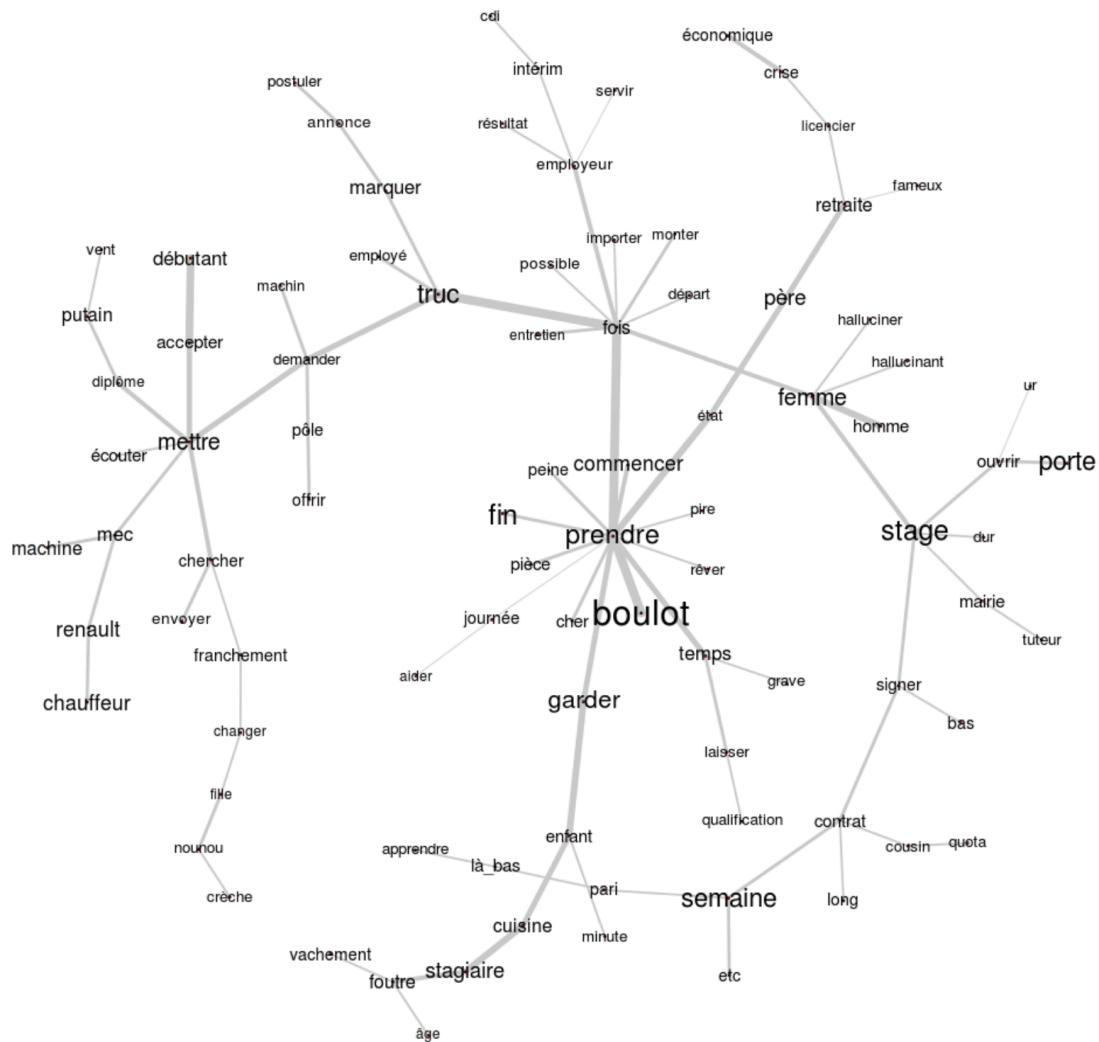 cdi
économique
intérim
crise
postuler
servir
annonce
résultat
licencier
employeur
marquer
fameux
retraite
importer
monter
vent
débutant
employé
possible
machin
truc
départ
père
putain
fois
halluciner
accepter
entretien
demander
hallucinant
diplôme
ur
femme
état
homme
pôle
mettre
écouter
commencer
peine
ouvrir
porte
offrir
pire
fin
stage
prendre
dur
mec
machine
chercher
pièce
rêver
mairie
boulot
envoyer
journée
cher
renault
tuteur
franchement
temps
aider
grave
signer
chauffeur
garder
bas
changer
laisser
fille
qualification
contrat
enfant
nounou
apprendre
cousin
quota
là_bas
crèche
pari
semaine
long
cuisine
minute
vachement
stagiaire
etc
foutre
âge